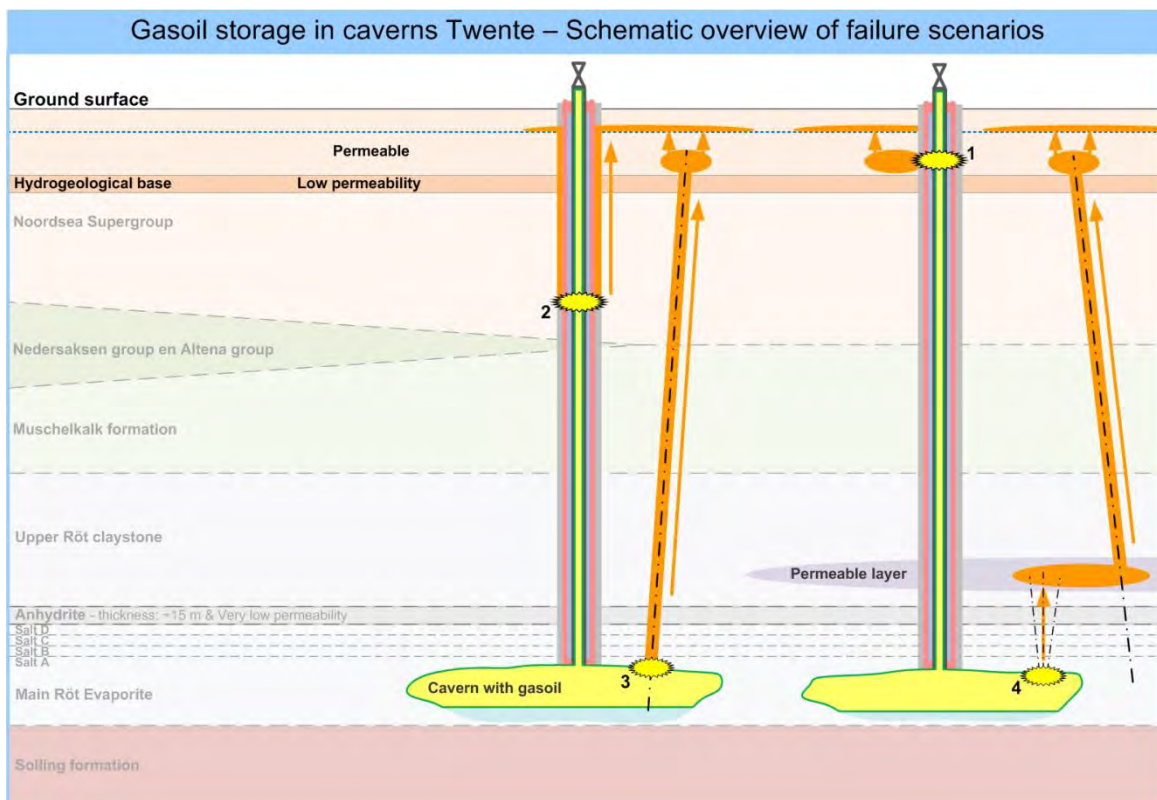 Gasoil storage in caverns Twente – Schematic overview of failure scenarios
Ground surface
1
Permeable
Hydrogeological base
Low permeability
Noordsea Supergroup
2
Nedersaksen group en Altena group
Muschelkalk formation
Upper Röt claystone
Permeable layer
Anhydrite - thickness: ~15 m & Very low permeability
Salt D
Salt C
Salt B
Salt A
Main Röt Evaporite
Cavern with gasoil
3
4
Solling formation